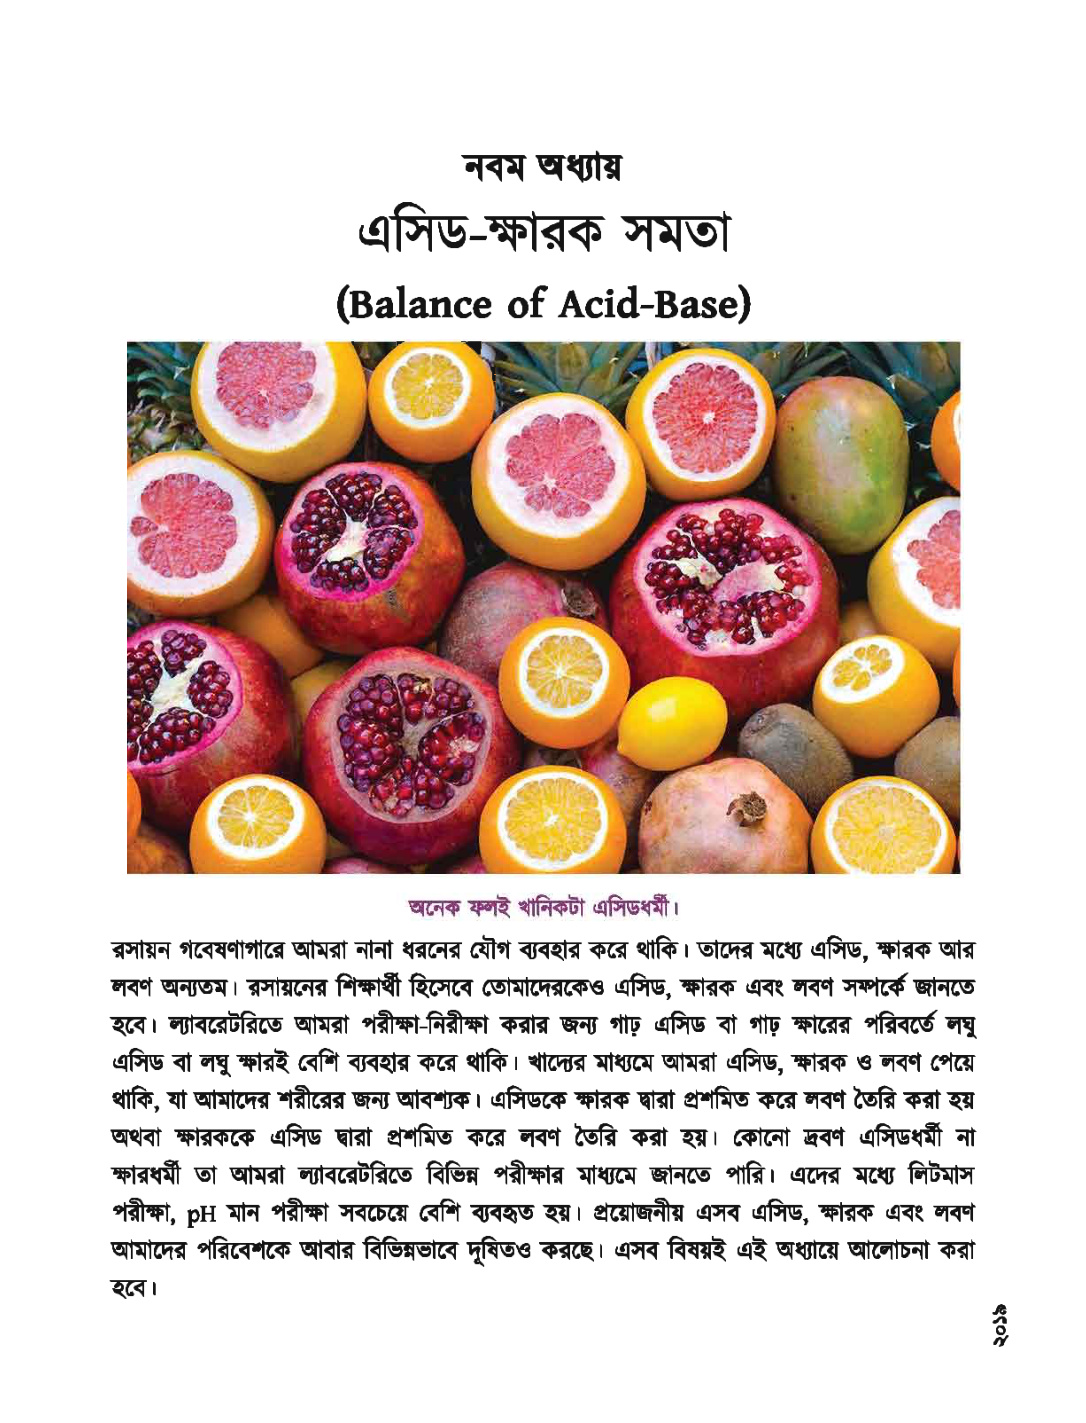 নবম অধ্যায়
এসিড-ক্ষারক সমতা
(Balance of Acid-Base)
অনেক ফলই খানিকটা এসিডধর্মী।
রসায়ন গবেষণাগারে আমরা নানা ধরনের যৌগ ব্যবহার করে থাকি। তাদের মধ্যে এসিড, ক্ষারক আর
লবণ অন্যতম। রসায়নের শিক্ষার্থী হিসেবে তোমাদেরকেও এসিড, ক্ষারক এবং লবণ সম্পর্কে জানতে
হবে। ল্যাবরেটরিতে আমরা পরীক্ষা-নিরীক্ষা করার জন্য গাঢ় এসিড বা গাঢ় ক্ষারের পরিবর্তে লঘু
এসিড বা লঘু ক্ষারই বেশি ব্যবহার করে থাকি। খাদ্যের মাধ্যমে আমরা এসিড, ক্ষারক ও লবণ পেয়ে
থাকি, যা আমাদের শরীরের জন্য আবশ্যক। এসিডকে ক্ষারক দ্বারা প্রশমিত করে লবণ তৈরি করা হয়
অথবা ক্ষারককে এসিড দ্বারা প্রশমিত করে লবণ তৈরি করা হয়। কোনো দ্রবণ এসিডধর্মী না
ক্ষারধর্মী তা আমরা ল্যাবরেটরিতে বিভিন্ন পরীক্ষার মাধ্যমে জানতে পারি। এদের মধ্যে লিটমাস
পরীক্ষা, pH মান পরীক্ষা সবচেয়ে বেশি ব্যবহৃত হয়। প্রয়োজনীয় এসব এসিড, ক্ষারক এবং লবণ
আমাদের পরিবেশকে আবার বিভিন্নভাবে দূষিতও করছে। এসব বিষয়ই এই অধ্যায়ে আলোচনা করা
হবে।
২০১৯